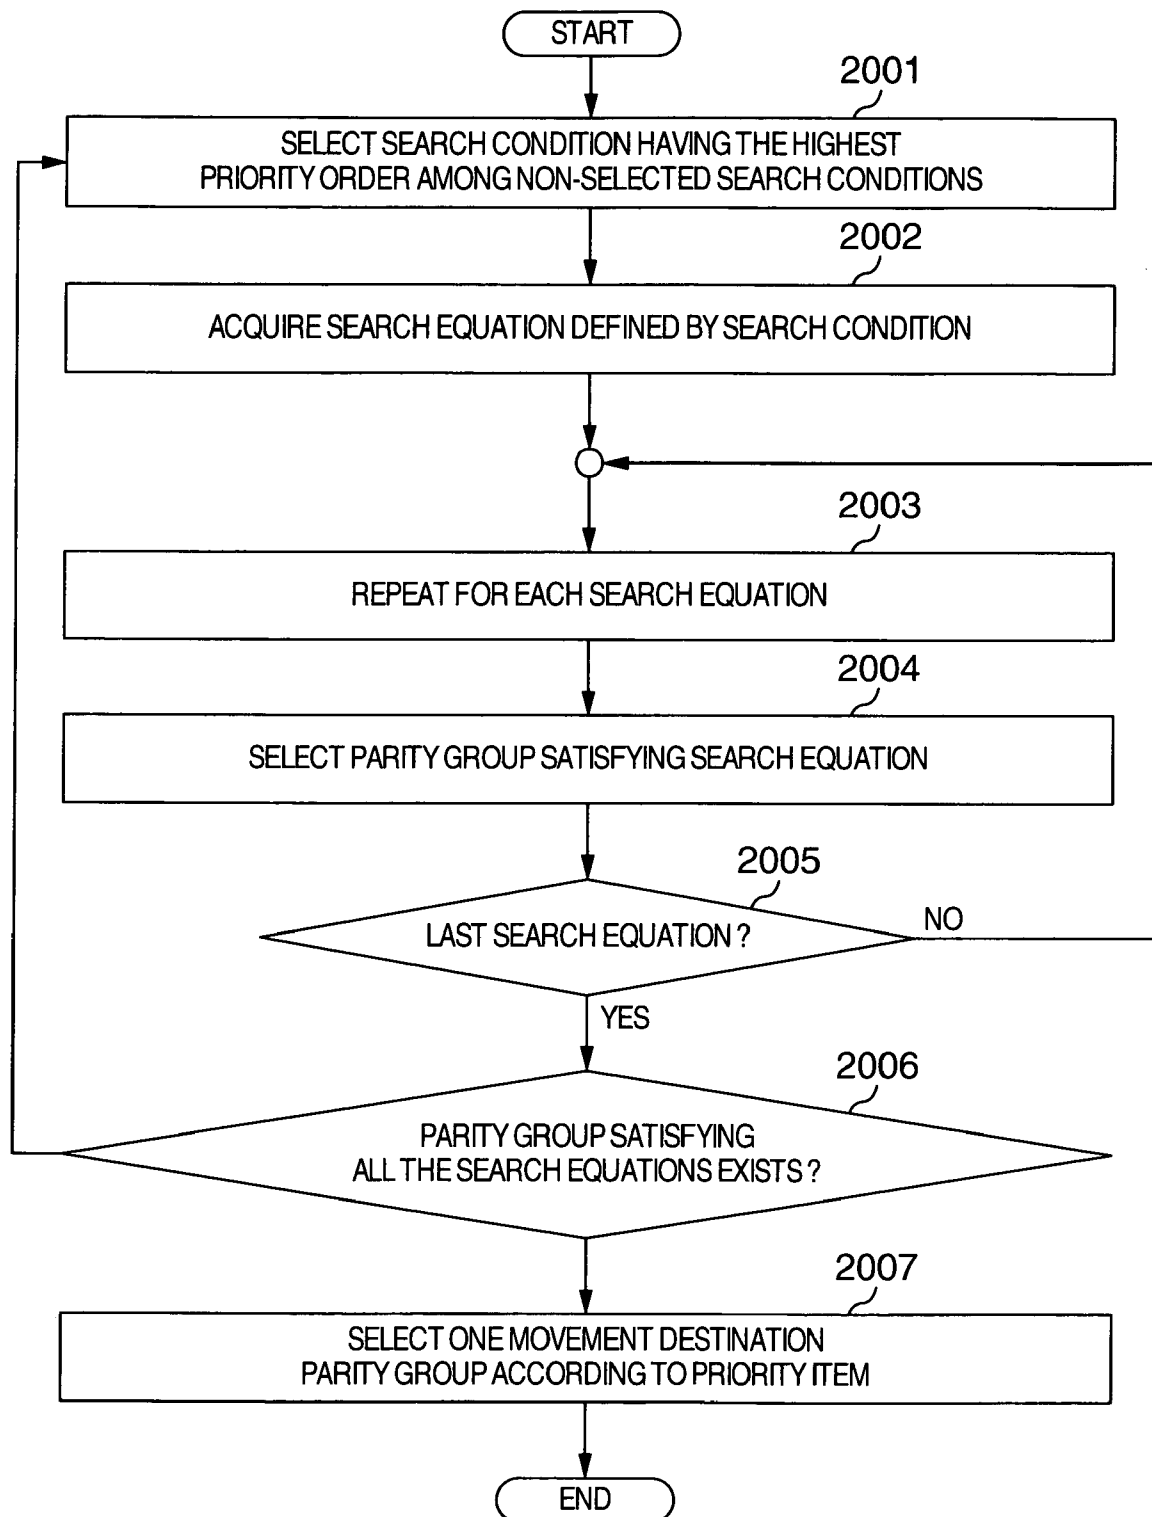 START
2001
SELECT SEARCH CONDITION HAVING THE HIGHEST
PRIORITY ORDER AMONG NON-SELECTED SEARCH CONDITIONS
2002
ACQUIRE SEARCH EQUATION DEFINED BY SEARCH CONDITION
2003
REPEAT FOR EACH SEARCH EQUATION
2004
SELECT PARITY GROUP SATISFYING SEARCH EQUATION
2005
LAST SEARCH EQUATION ?
NO
YES
2006
PARITY GROUP SATISFYING
ALL THE SEARCH EQUATIONS EXISTS ?
2007
SELECT ONE MOVEMENT DESTINATION
PARITY GROUP ACCORDING TO PRIORITY ITEM
END